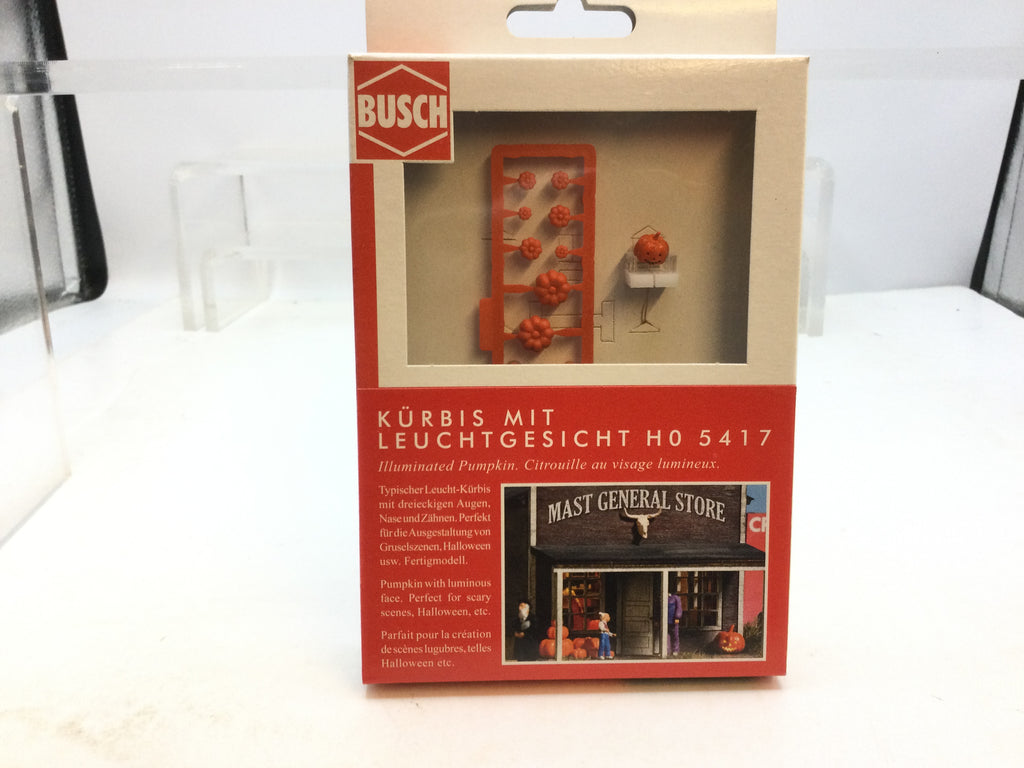 BUSCH
KÜRBIS MIT
LEUCHTGESICHT H0 5417
Illuminated Pumpkin. Citrouille au visage lumineux.
Typischer Leucht-Kürbis
mit dreieckigen Augen,
Nase und Zähnen. Perfekt
für die Ausgestaltung von
Gruselszenen, Halloween
usw. Fertigmodell.
Pumpkin with luminous
face. Perfect for scary
scenes, Halloween, etc.
Parfait pour la création
de scènes lugubres, telles
Halloween etc.
MAST GENERAL STORE